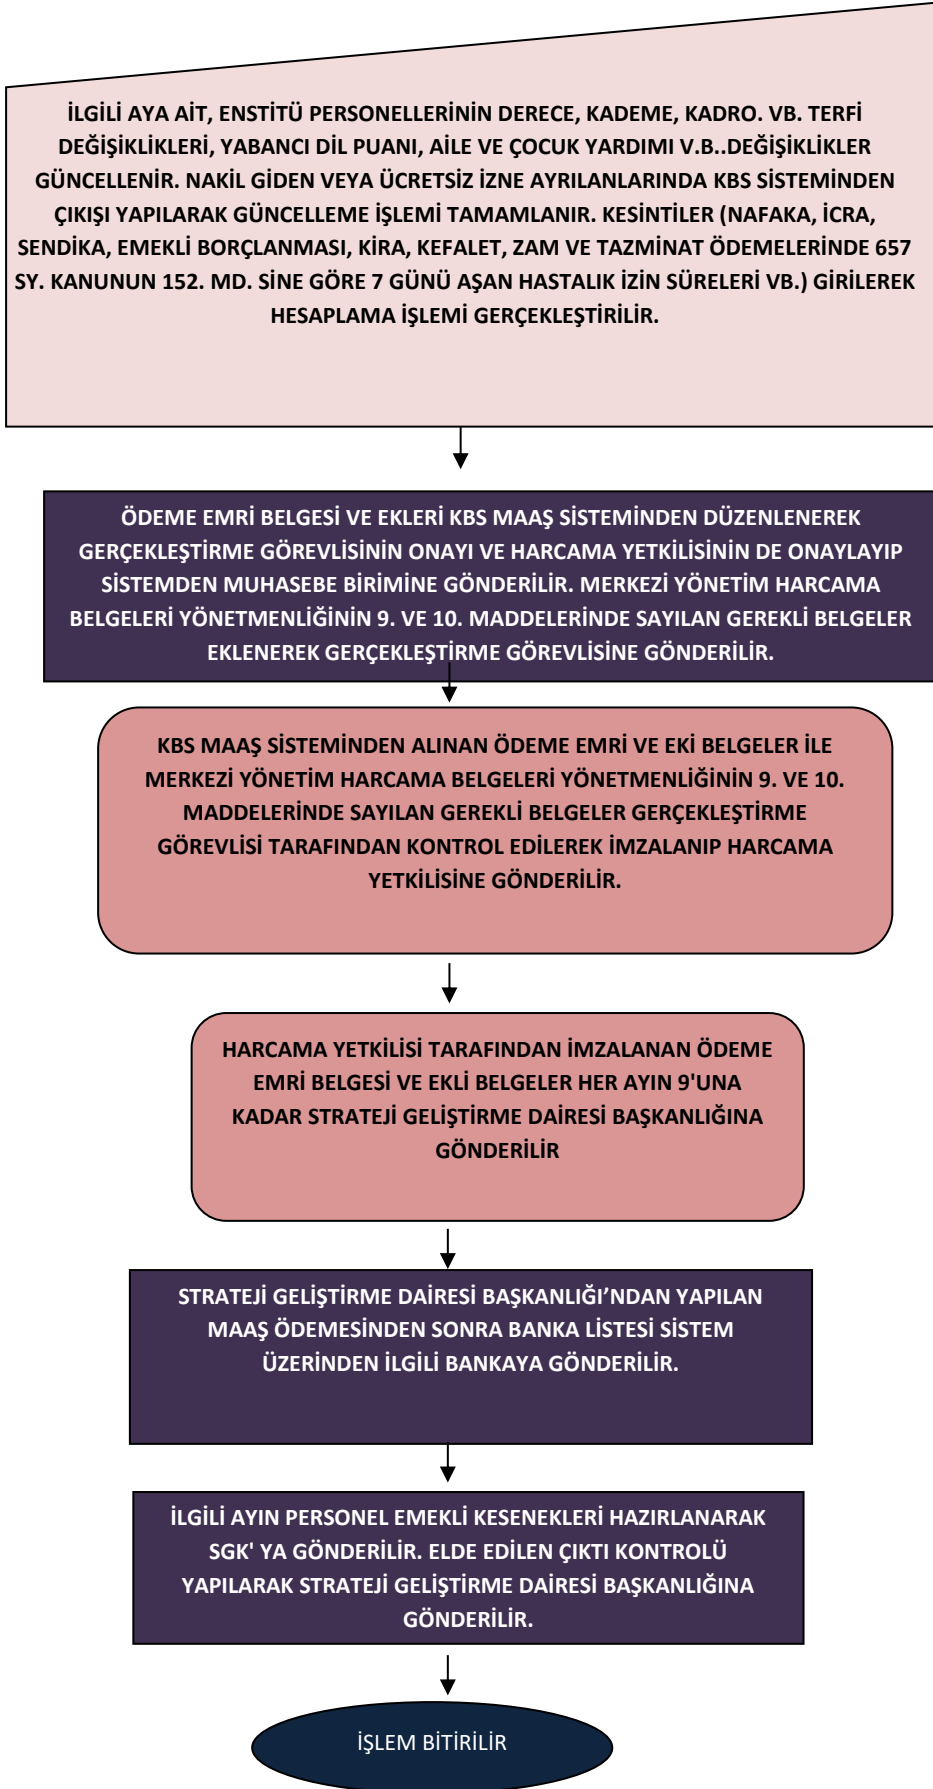 İLGİLİ AYA AİT, ENSTİTÜ PERSONELLERİNİN DERECE, KADEME, KADRO. VB. TERFİ
DEĞİŞİKLİKLERİ, YABANCI DİL PUANI, AİLE VE ÇOCUK YARDIMI V.B..DEĞİŞİKLİKLER
GÜNCELLENİR. NAKİL GİDEN VEYA ÜCRETSİZ İZNE AYRILANLARINDA KBS SİSTEMİNDEN
ÇIKIŞI YAPILARAK GÜNCELLEME İŞLEMİ TAMAMLANIR. KESİNTİLER (NAFAKA, İCRA,
SENDİKA, EMEKLİ BORÇLANMASI, KİRA, KEFALET, ZAM VE TAZMİNAT ÖDEMELERİNDE 657
SY. KANUNUN 152. MD. SİNE GÖRE 7 GÜNÜ AŞAN HASTALIK İZİN SÜRELERİ VB.) GİRİLEREK
HESAPLAMA İŞLEMİ GERÇEKLEŞTİRİLİR.
ÖDEME EMRİ BELGESİ VE EKLERİ KBS MAAŞ SİSTEMİNDEN DÜZENLENEREK
GERÇEKLEŞTİRME GÖREVLİSİNİN ONAYI VE HARCAMA YETKİLİSİNİN DE ONAYLAYIP
SİSTEMDEN MUHASEBE BİRİMİNE GÖNDERİLİR. MERKEZİ YÖNETİM HARCAMA
BELGELERİ YÖNETMENLİĞİNİN 9. VE 10. MADDELERİNDE SAYILAN GEREKLİ BELGELER
EKLENEREK GERÇEKLEŞTİRME GÖREVLİSİNE GÖNDERİLİR.
KBS MAAŞ SİSTEMİNDEN ALINAN ÖDEME EMRİ VE EKİ BELGELER İLE
MERKEZİ YÖNETİM HARCAMA BELGELERİ YÖNETMENLİĞİNİN 9. VE 10.
MADDELERİNDE SAYILAN GEREKLİ BELGELER GERÇEKLEŞTİRME
GÖREVLİSİ TARAFINDAN KONTROL EDİLEREK İMZALANIP HARCAMA
YETKİLİSİNE GÖNDERİLİR.
HARCAMA YETKİLİSİ TARAFINDAN İMZALANAN ÖDEME
EMRİ BELGESİ VE EKLİ BELGELER HER AYIN 9'UNA
KADAR STRATEJİ GELİŞTİRME DAİRESİ BAŞKANLIĞINA
GÖNDERİLİR
STRATEJİ GELİŞTİRME DAİRESİ BAŞKANLIĞI’NDAN YAPILAN
MAAŞ ÖDEMESİNDEN SONRA BANKA LİSTESİ SİSTEM
ÜZERİNDEN İLGİLİ BANKAYA GÖNDERİLİR.
İLGİLİ AYIN PERSONEL EMEKLİ KESENEKLERİ HAZIRLANARAK
SGK' YA GÖNDERİLİR. ELDE EDİLEN ÇIKTI KONTROLÜ
YAPILARAK STRATEJİ GELİŞTİRME DAİRESİ BAŞKANLIĞINA
GÖNDERİLİR.
İŞLEM BİTİRİLİR